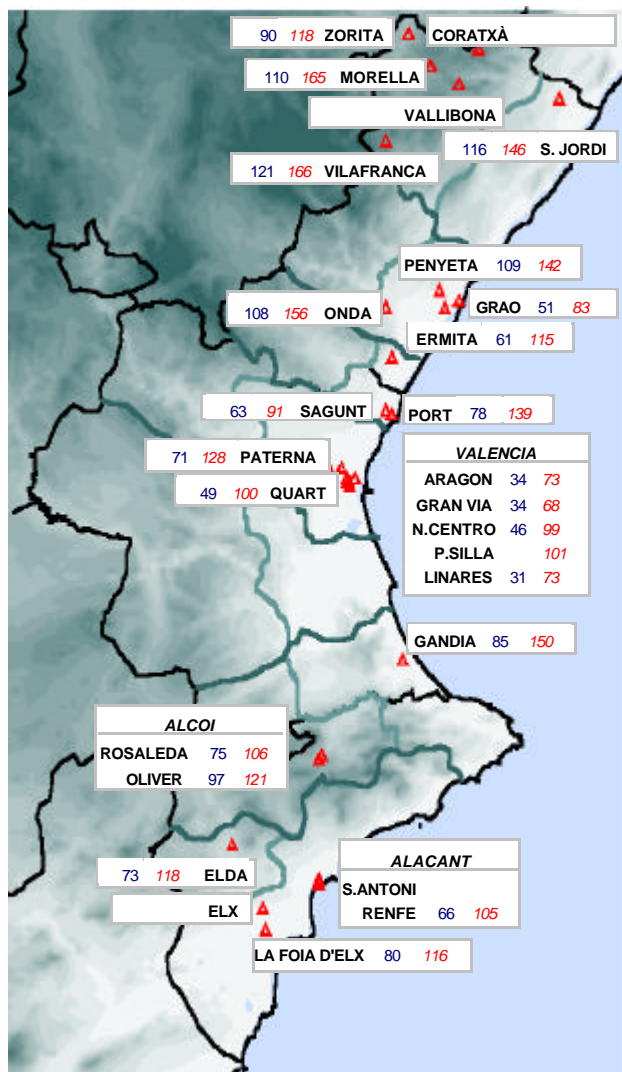 90 118 ZORITA
CORATXÀ
110 165 MORELLA
VALLIBONA
116 146 S. JORDI
121 166 VILAFRANCA
PENYETA 109 142
108 156 ONDA
GRAO 51 83
ERMITA 61 115
63 91 SAGUNT
PORT 78 139
71 128 PATERNA
49 100 QUART
VALENCIA
ARAGON 34 73
GRAN VIA 34 68
N.CENTRO 46 99
P.SILLA 101
LINARES 31 73
GANDIA 85 150
ALCOI
ROSALEDA 75 106
OLIVER 97 121
73 118 ELDA
ELX
ALACANT
S.ANTONI
RENFE 66 105
LA FOIA D'ELX 80 116